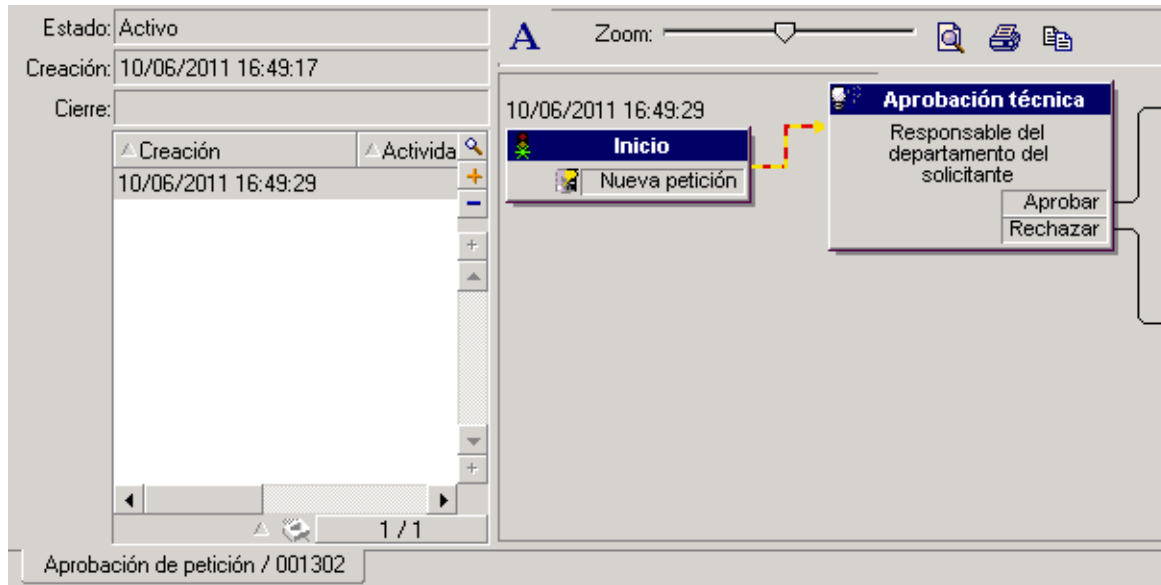 Estado: Activo
Creación: 10/06/2011 16:49:17
Cierre:
Creación Activida
10/06/2011 16:49:29
1 / 1
A Zoom:
10/06/2011 16:49:29
Inicio
Nueva petición
Aprobación técnica
Responsable del
departamento del
solicitante
Aprobar
Rechazar
Aprobación de petición / 001302